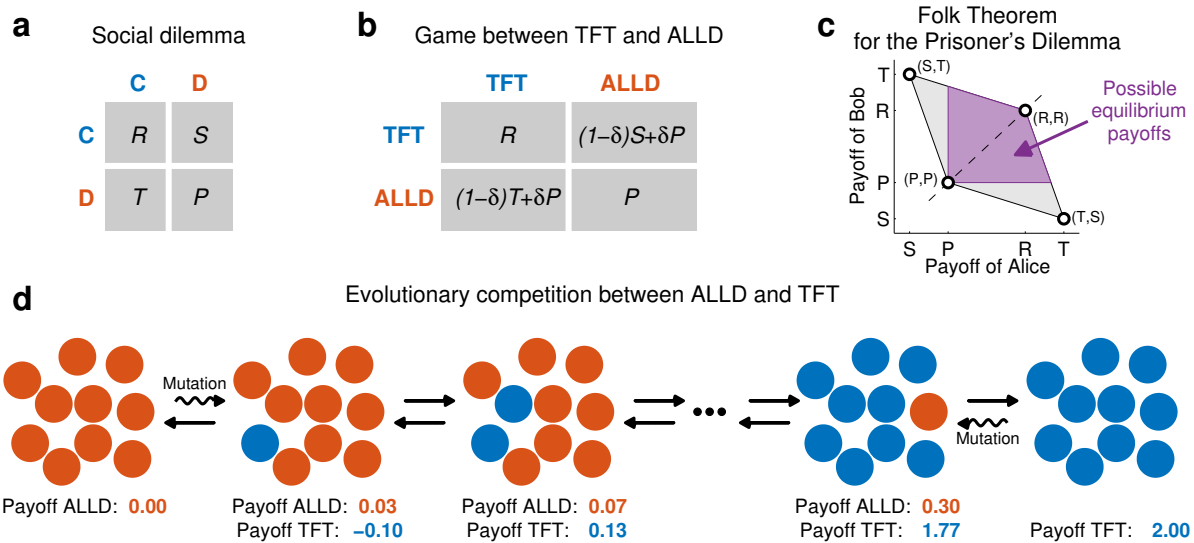 a
Social dilemma
C D
C R S
D T P
b
Game between TFT and ALLD
TFT ALLD
TFT R (1−δ)S+δP
ALLD (1−δ)T+δP P
c
Folk Theorem
for the Prisoner's Dilemma
Payoff of Bob
T
R
P
S
(S,T)
(R,R)
(P,P)
(T,S)
Possible
equilibrium
payoffs
S P R T
Payoff of Alice
d
Evolutionary competition between ALLD and TFT
Mutation
Mutation
Payoff ALLD: 0.00
Payoff ALLD: 0.03
Payoff TFT: −0.10
Payoff ALLD: 0.07
Payoff TFT: 0.13
Payoff ALLD: 0.30
Payoff TFT: 1.77
Payoff TFT: 2.00